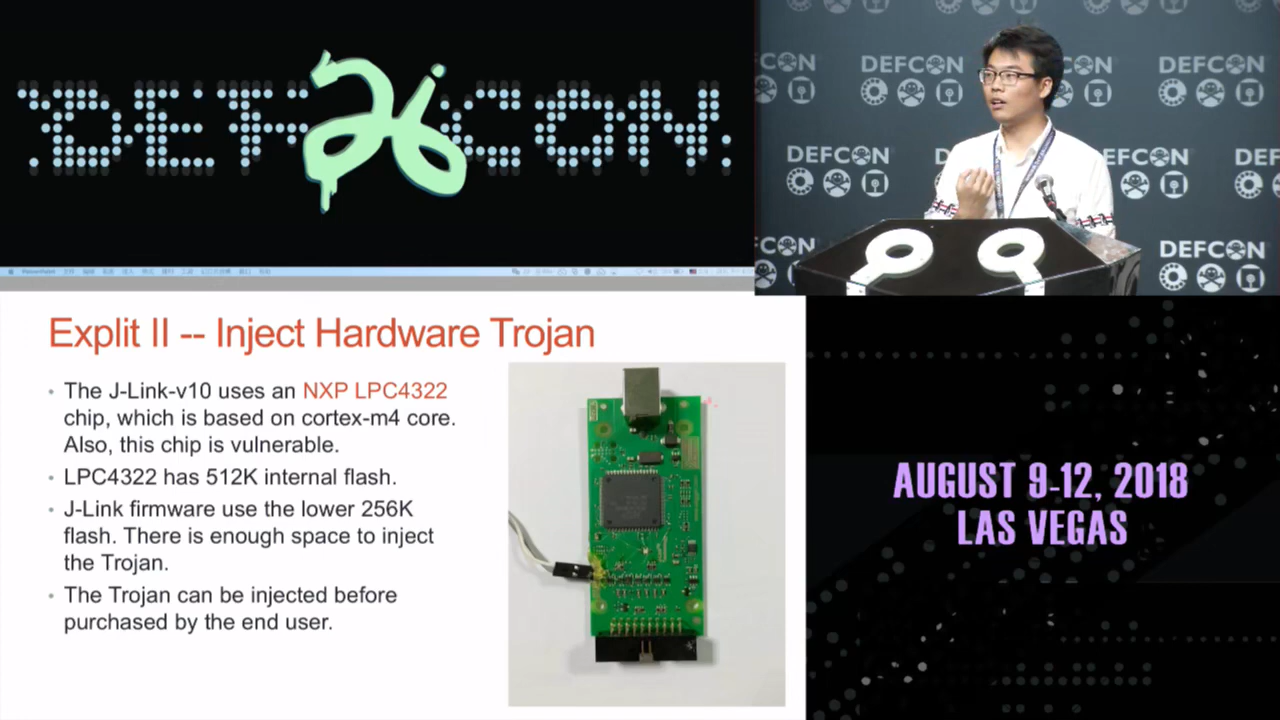 DEFCON
26
DEFCON
DEFCON
DEFCON
DEFCON
DEFCON
Explit II -- Inject Hardware Trojan
• The J-Link-v10 uses an NXP LPC4322
chip, which is based on cortex-m4 core.
Also, this chip is vulnerable.
• LPC4322 has 512K internal flash.
• J-Link firmware use the lower 256K
flash. There is enough space to inject
the Trojan.
• The Trojan can be injected before
purchased by the end user.
AUGUST 9-12, 2018
LAS VEGAS